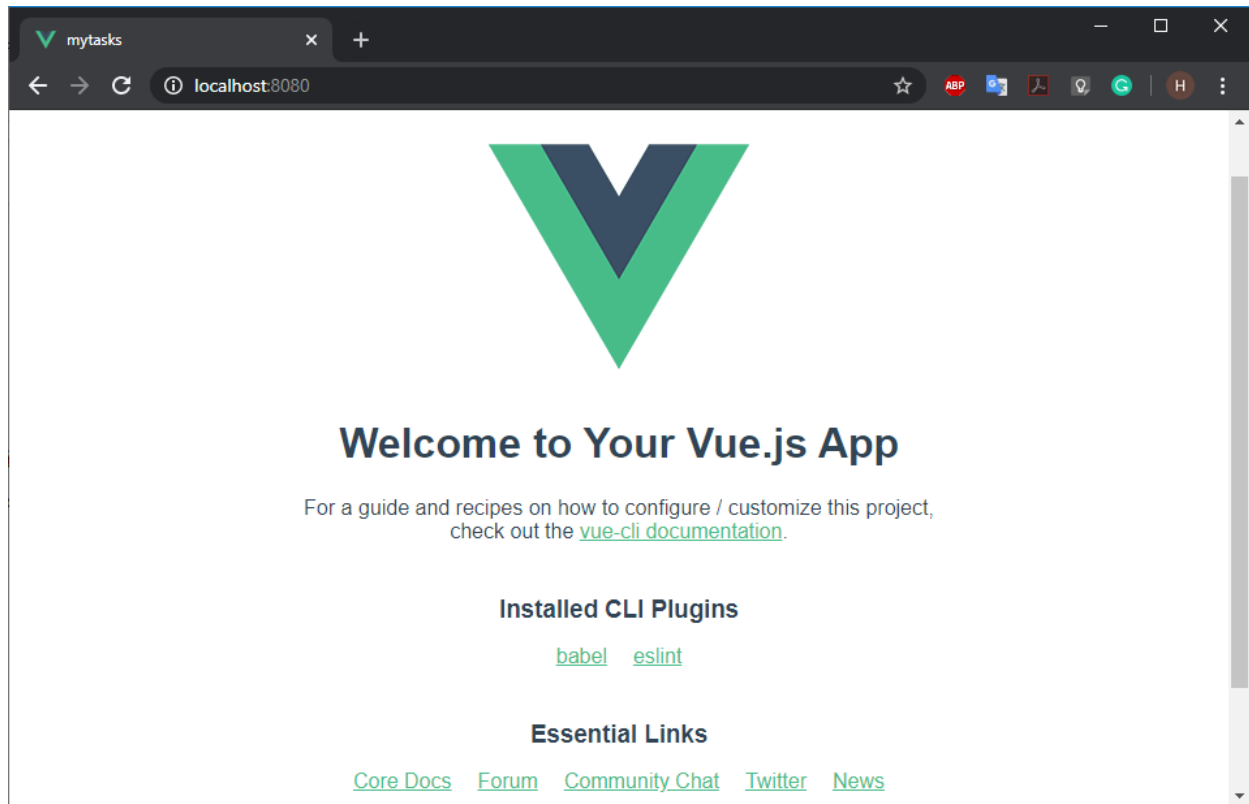 mytasks
localhost:8080
ABP
G
H
Welcome to Your Vue.js App
For a guide and recipes on how to configure / customize this project,
check out the vue-cli documentation.
Installed CLI Plugins
babel eslint
Essential Links
Core Docs Forum Community Chat Twitter News